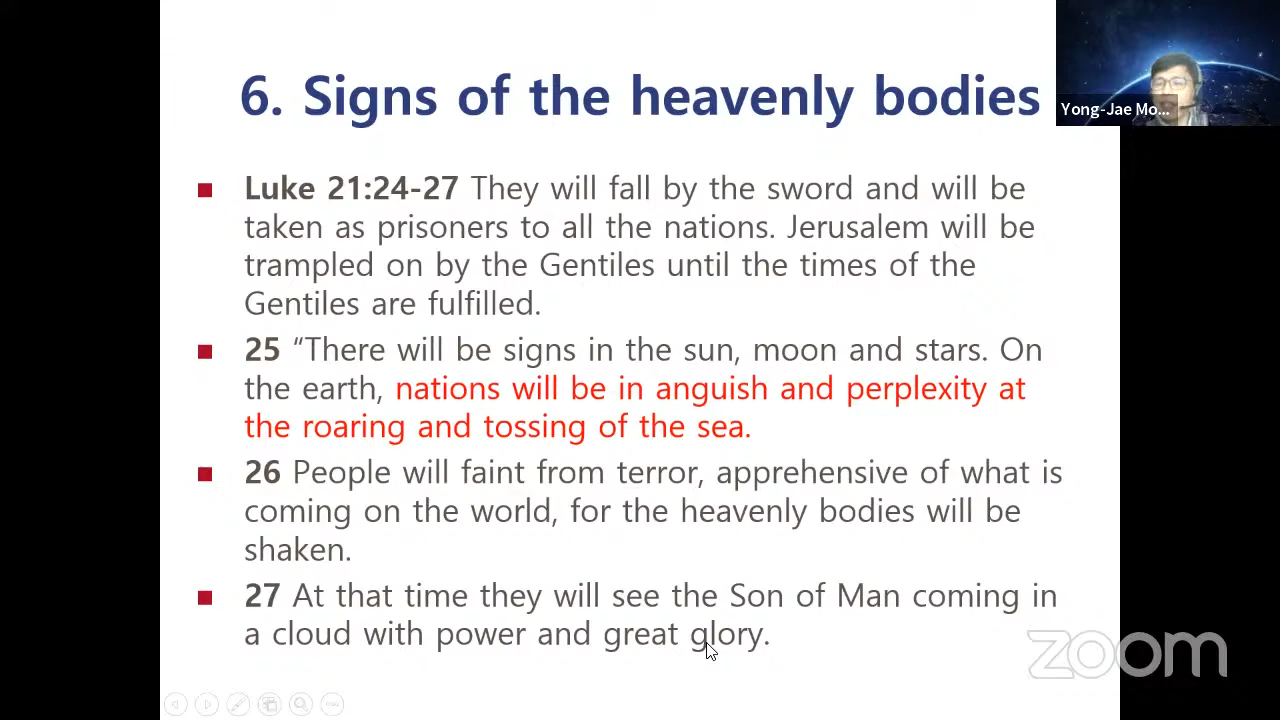 6. Signs of the heavenly bodies
Yong-Jae Mo...
Luke 21:24-27 They will fall by the sword and will be
taken as prisoners to all the nations. Jerusalem will be
trampled on by the Gentiles until the times of the
Gentiles are fulfilled.
25 “There will be signs in the sun, moon and stars. On
the earth, nations will be in anguish and perplexity at
the roaring and tossing of the sea.
26 People will faint from terror, apprehensive of what is
coming on the world, for the heavenly bodies will be
shaken.
27 At that time they will see the Son of Man coming in
a cloud with power and great glory.
zoom